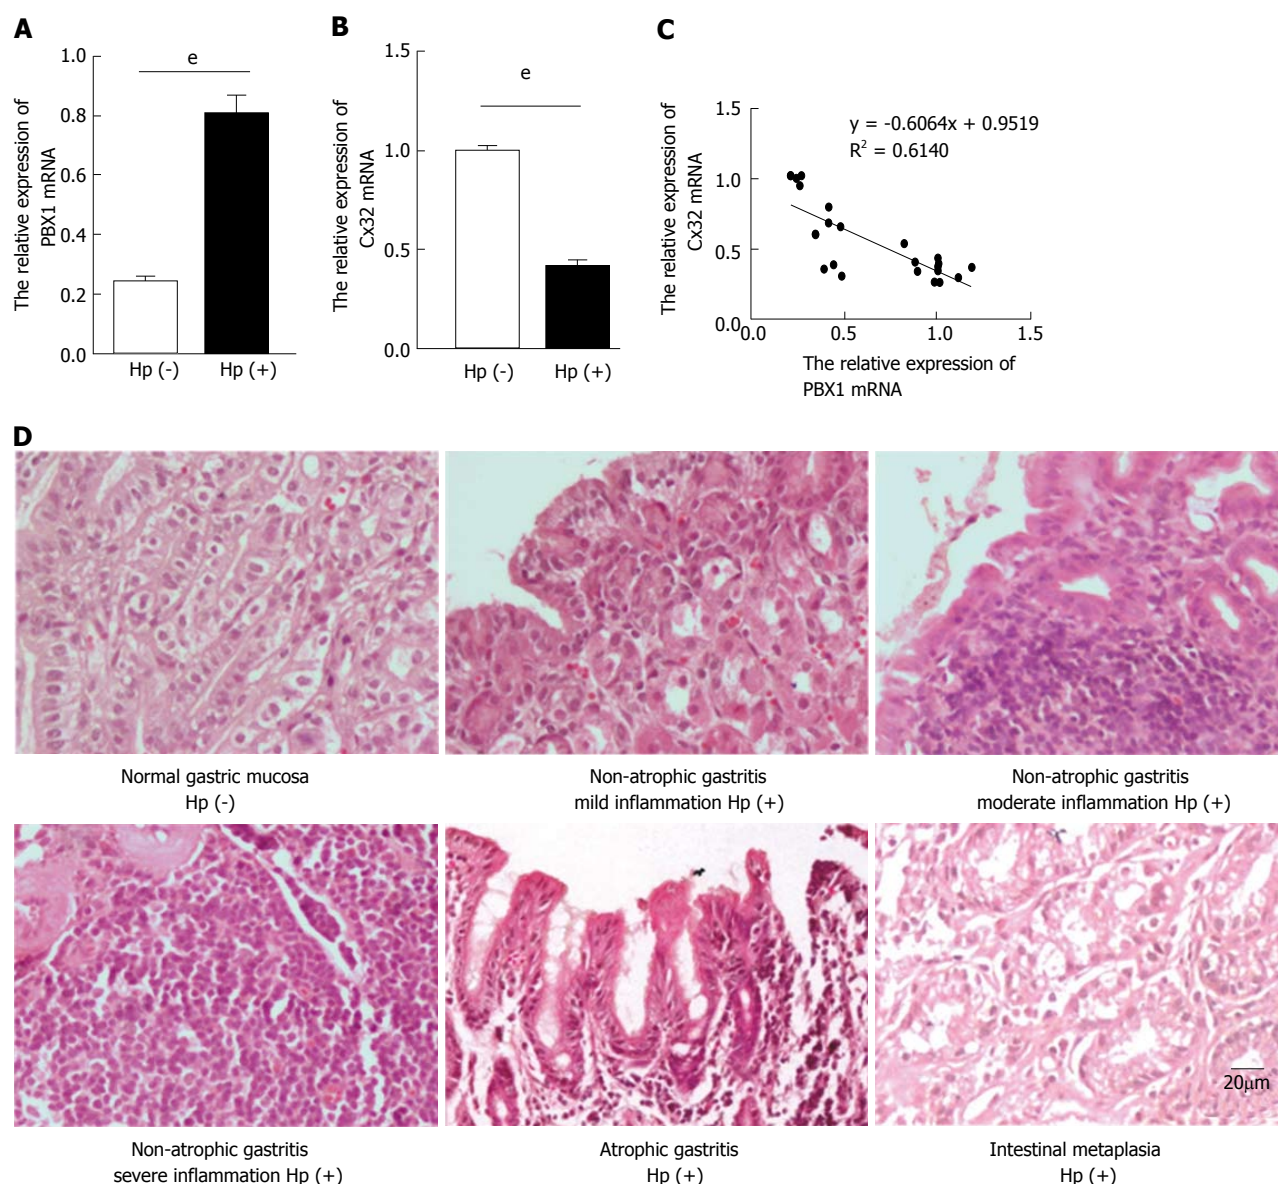 A
The relative expression of
PBX1 mRNA
1.0
0.8
0.6
0.4
0.2
0.0
e
Hp (-)
Hp (+)
B
The relative expression of
Cx32 mRNA
1.5
1.0
0.5
0.0
e
Hp (-)
Hp (+)
C
The relative expression of
Cx32 mRNA
1.5
1.0
0.5
0.0
y = -0.6064x + 0.9519
R² = 0.6140
0.0
0.5
1.0
1.5
The relative expression of
PBX1 mRNA
D
Normal gastric mucosa
Hp (-)
Non-atrophic gastritis
mild inflammation Hp (+)
Non-atrophic gastritis
moderate inflammation Hp (+)
20μm
Non-atrophic gastritis
severe inflammation Hp (+)
Atrophic gastritis
Hp (+)
Intestinal metaplasia
Hp (+)